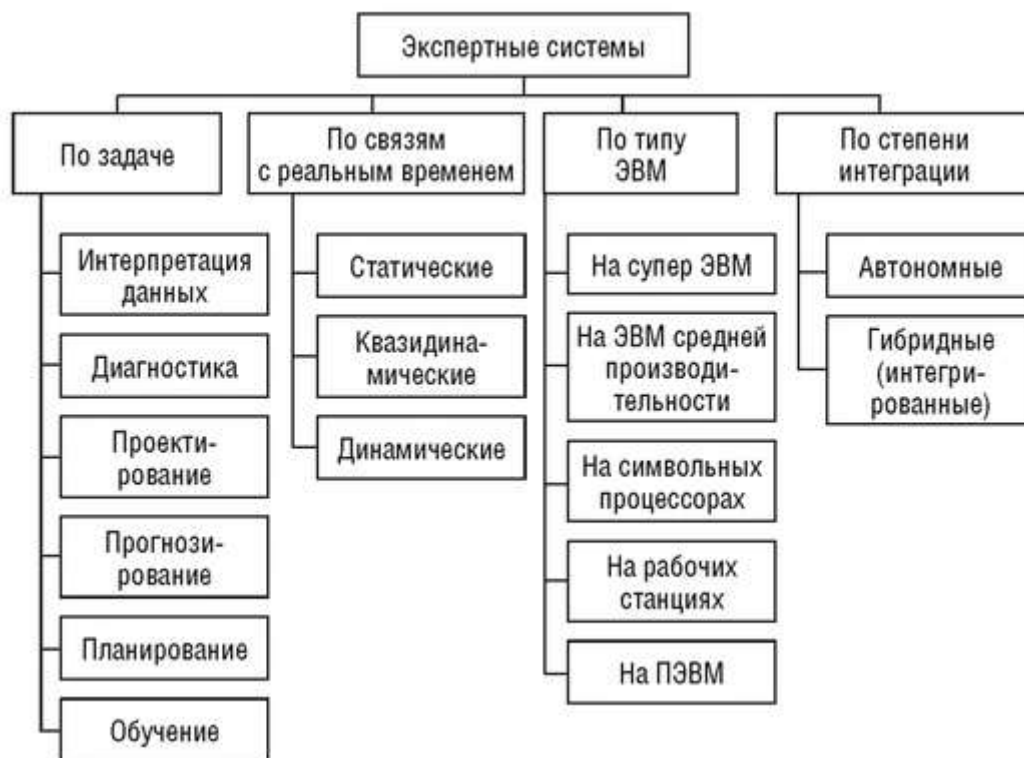 Экспертные системы
По задаче
Интерпретация
данных
Диагностика
Проекти-
рование
Прогнози-
рование
Планирование
Обучение
По связям
с реальным временем
Статические
Квазидина-
мические
Динамические
По типу
ЭВМ
На супер ЭВМ
На ЭВМ средней
производи-
тельности
На символьных
процессорах
На рабочих
станциях
На ПЭВМ
По степени
интеграции
Автономные
Гибридные
(интегри-
рованные)